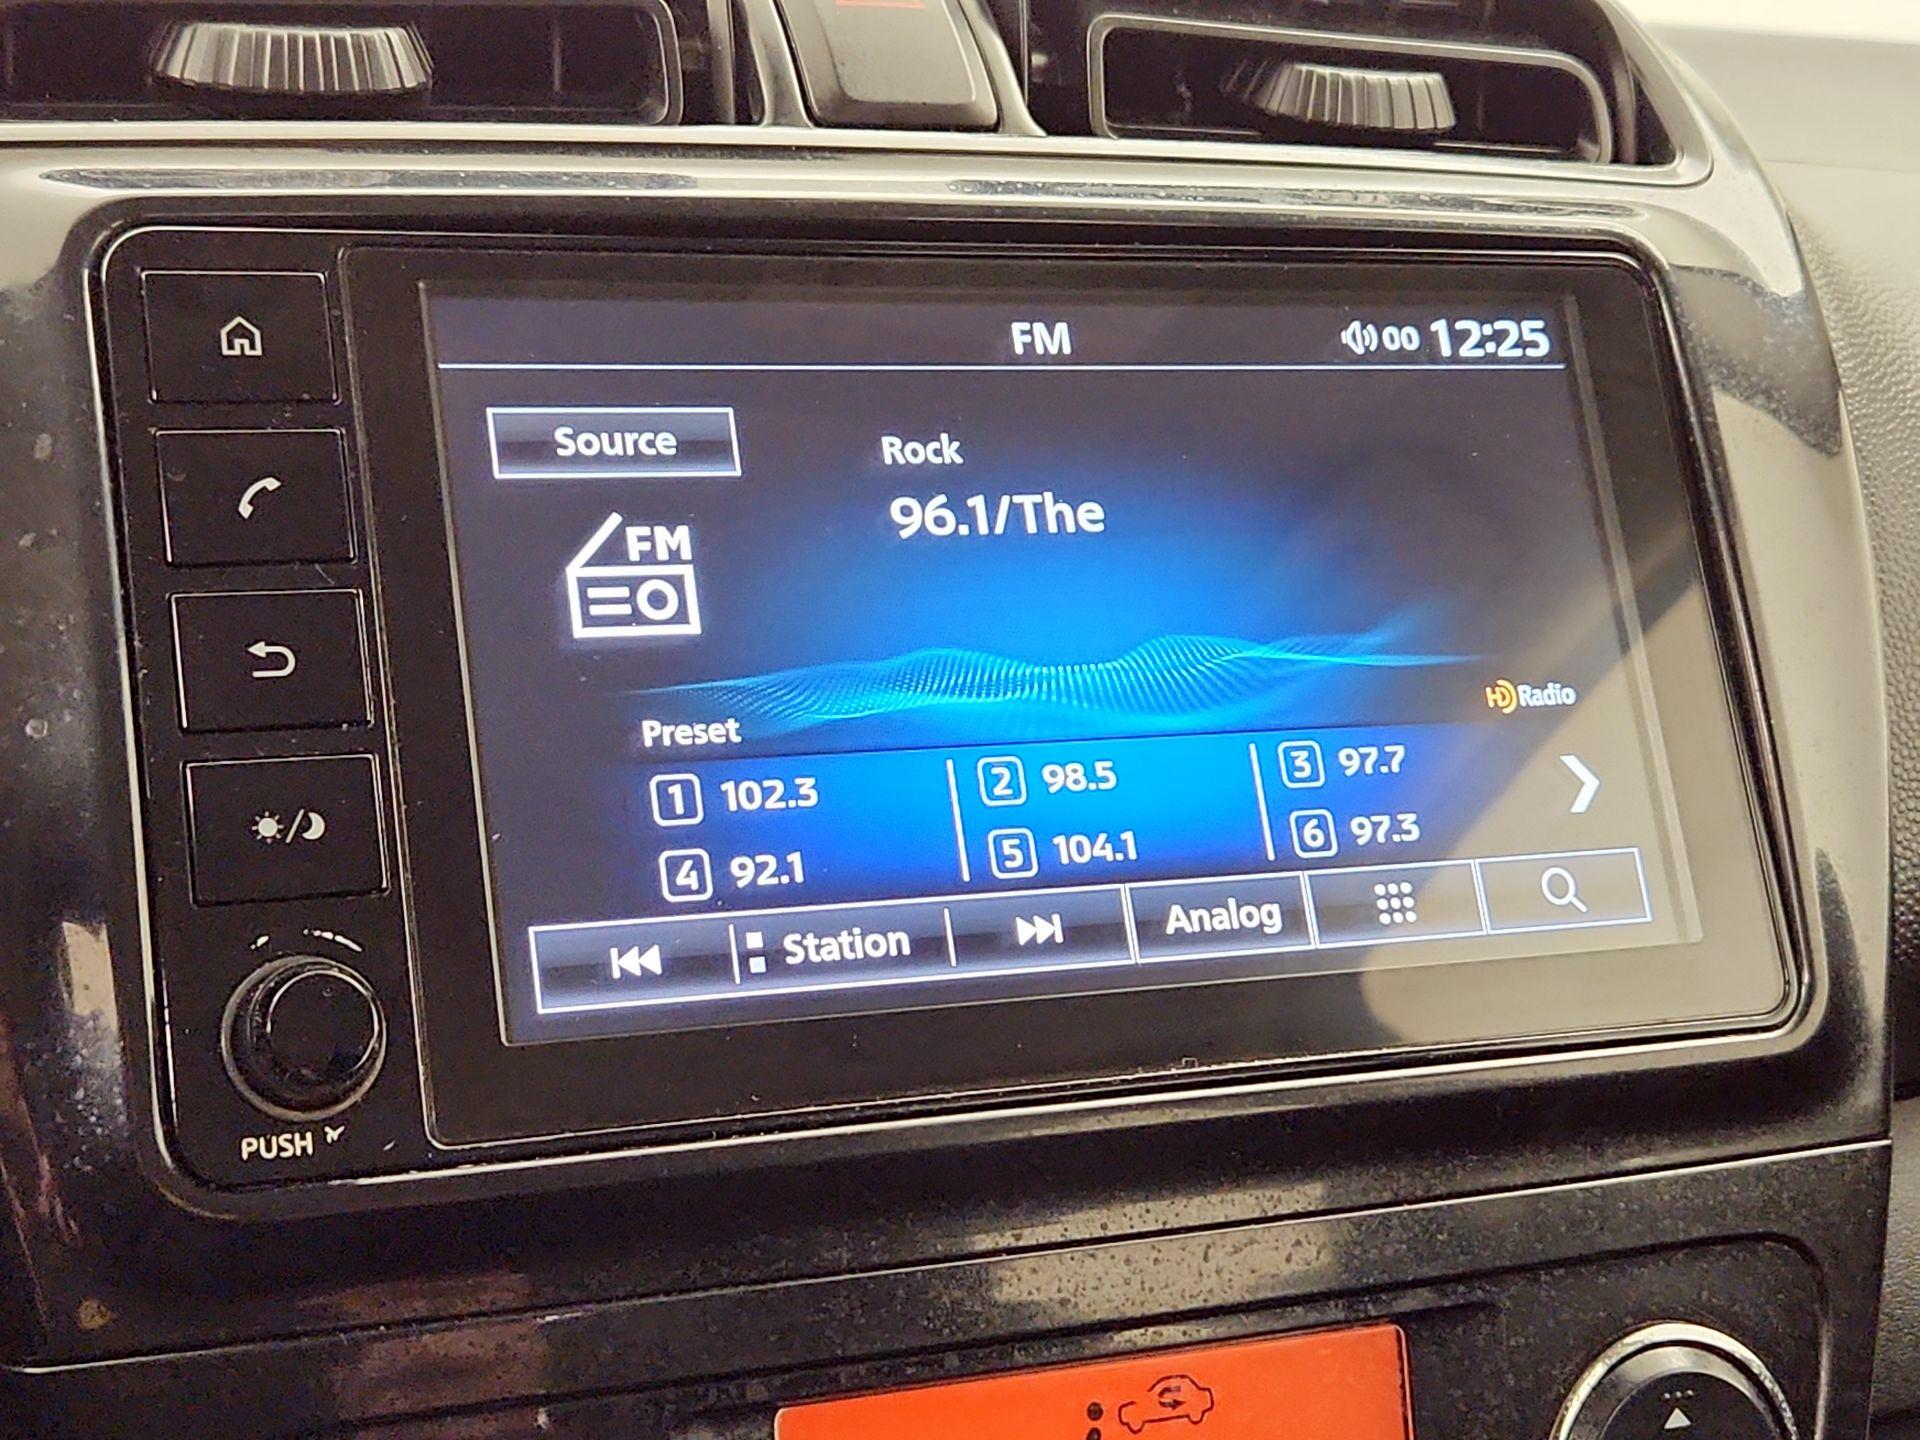 FM 00 12:25
Source
Rock
96.1/The
FM
HD Radio
Preset
1 102.3 2 98.5 3 97.7
4 92.1 5 104.1 6 97.3
Station Analog
PUSH